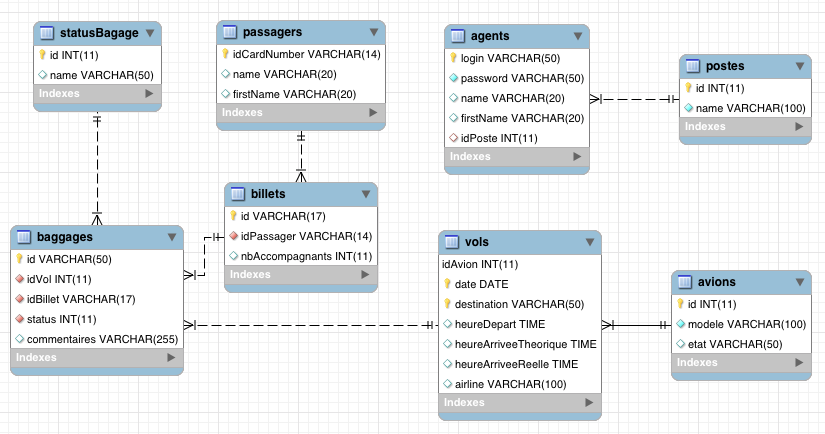 statusBagage
id INT(11)
name VARCHAR(50)
Indexes
passagers
idCardNumber VARCHAR(14)
name VARCHAR(20)
firstName VARCHAR(20)
Indexes
agents
login VARCHAR(50)
password VARCHAR(50)
name VARCHAR(20)
firstName VARCHAR(20)
idPoste INT(11)
Indexes
postes
id INT(11)
name VARCHAR(100)
Indexes
billets
id VARCHAR(17)
idPassager VARCHAR(14)
nbAccompagnants INT(11)
Indexes
baggages
id VARCHAR(50)
idVol INT(11)
idBillet VARCHAR(17)
status INT(11)
commentaires VARCHAR(255)
Indexes
vols
idAvion INT(11)
date DATE
destination VARCHAR(50)
heureDepart TIME
heureArriveeTheorique TIME
heureArriveeReelle TIME
airline VARCHAR(100)
Indexes
avions
id INT(11)
modele VARCHAR(100)
etat VARCHAR(50)
Indexes